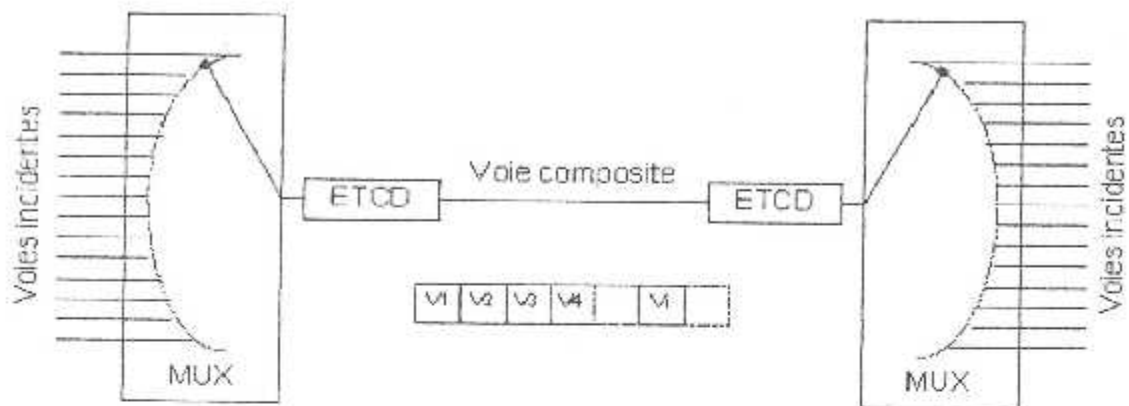 Voies incidentes
MUX
ETCD
Voie composite
ETCD
V1 V2 V3 V4 Vi
MUX
Voies incidentes